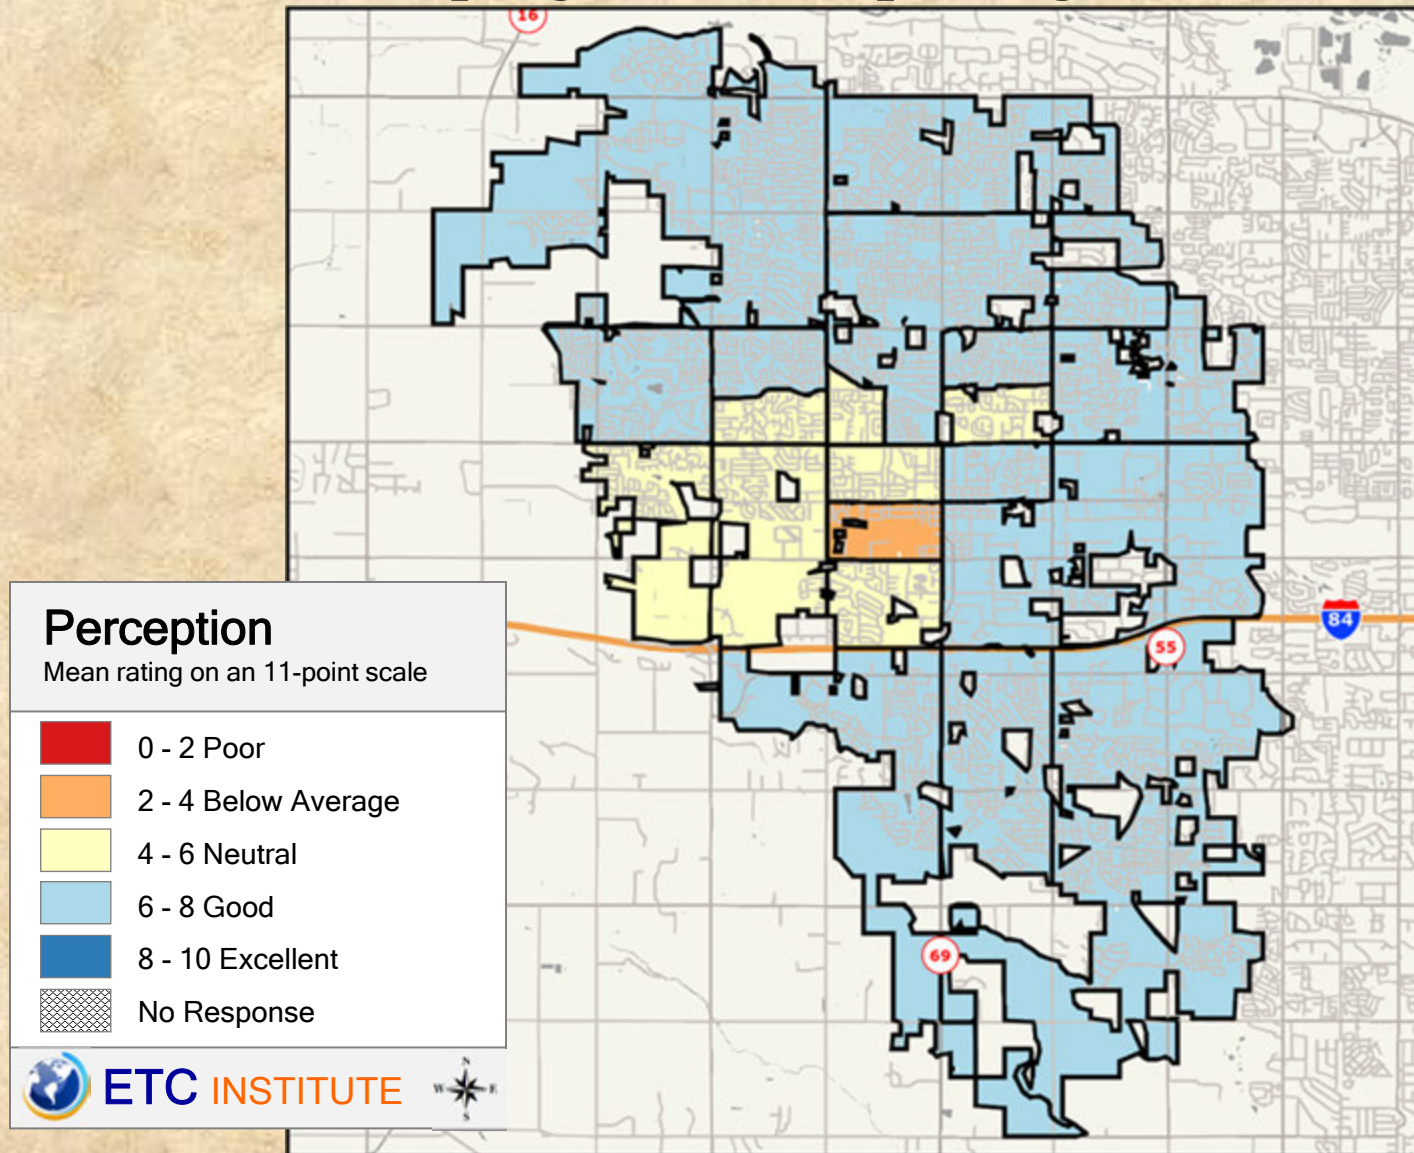 16
84
55
69
Perception
Mean rating on an 11-point scale
0 - 2 Poor
2 - 4 Below Average
4 - 6 Neutral
6 - 8 Good
8 - 10 Excellent
No Response
ETC INSTITUTE
N
W E
S